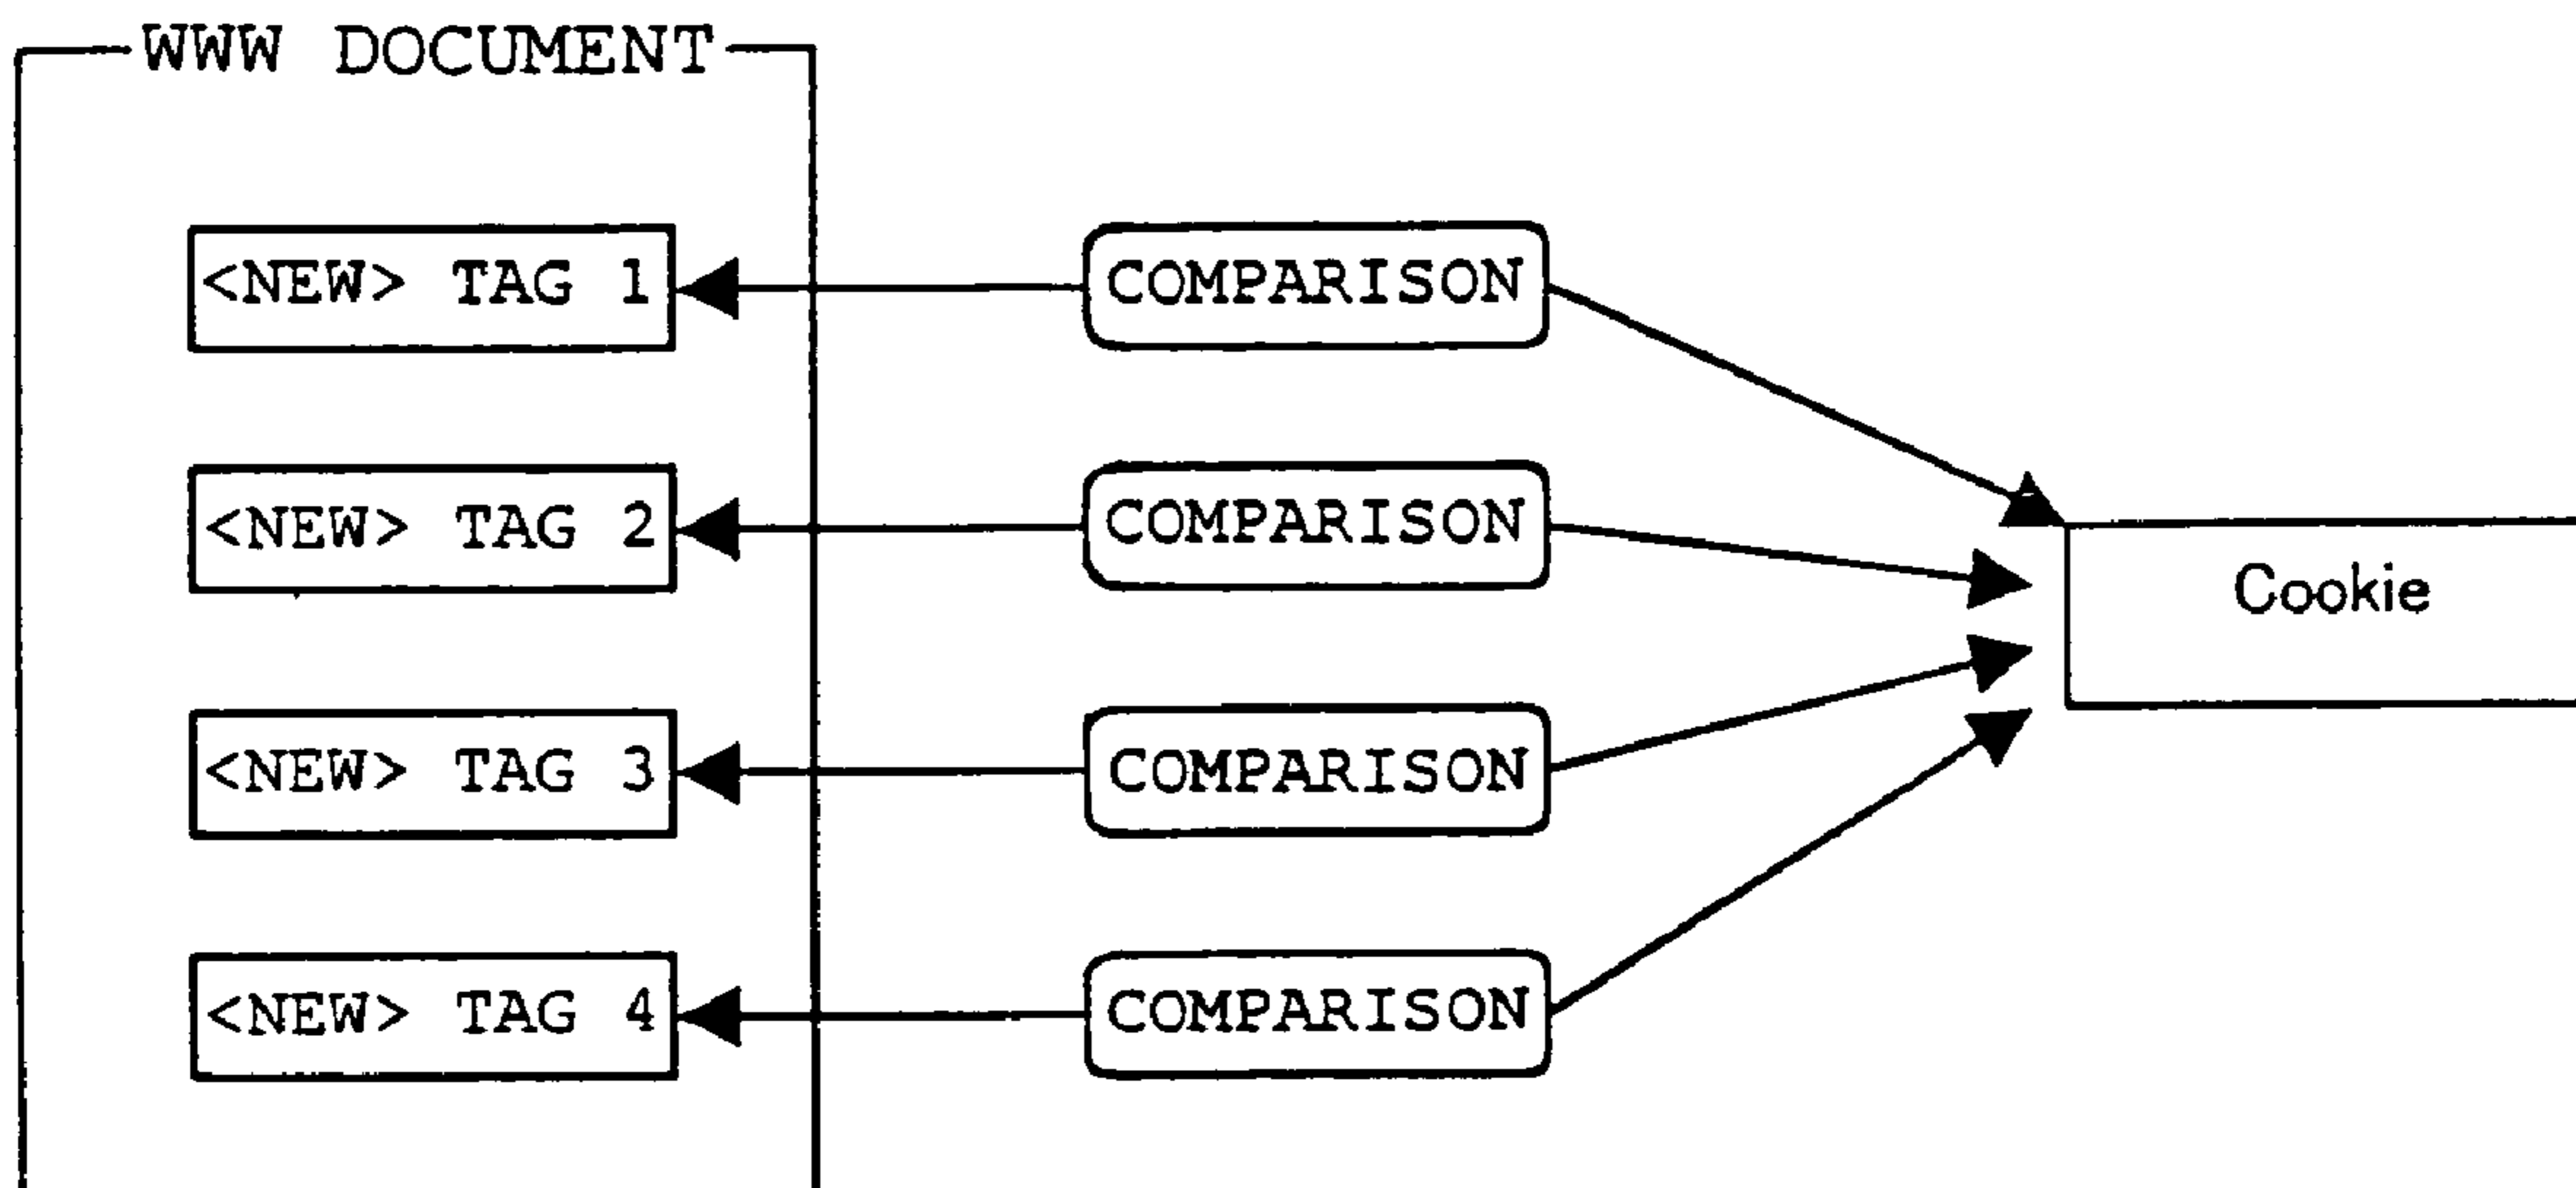 WWW DOCUMENT
<NEW> TAG 1
COMPARISON
<NEW> TAG 2
COMPARISON
Cookie
<NEW> TAG 3
COMPARISON
<NEW> TAG 4
COMPARISON